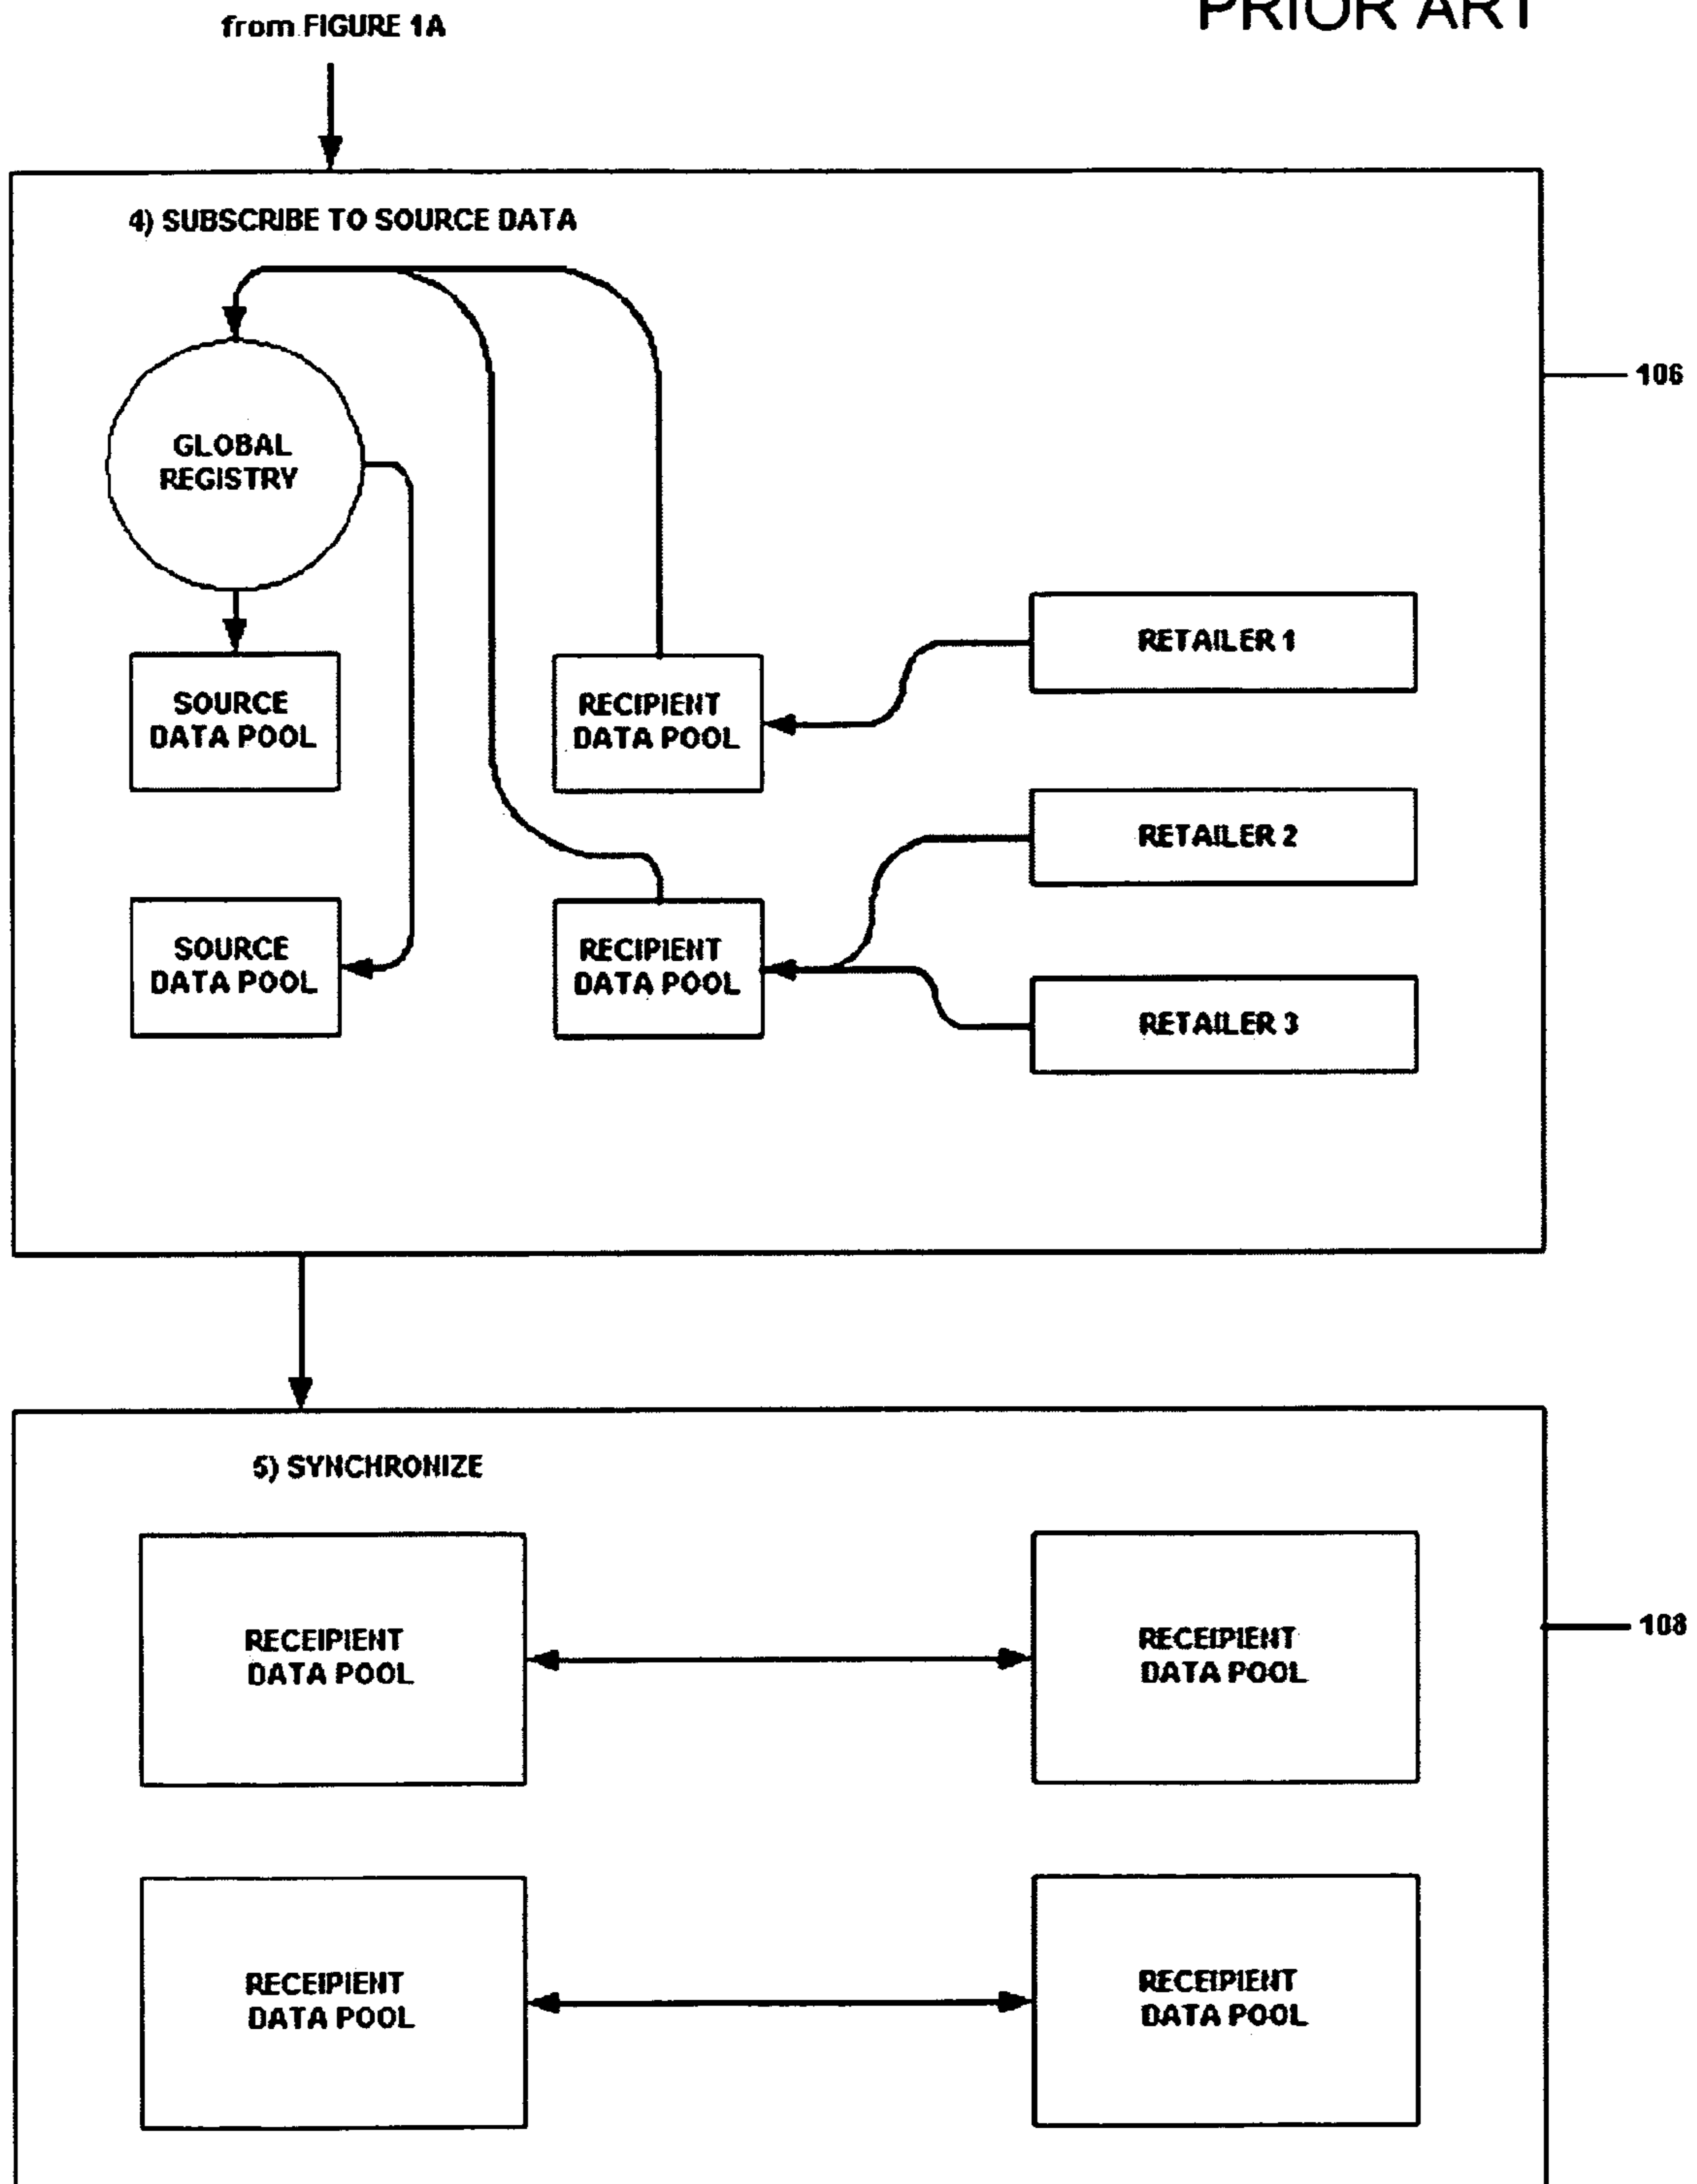 PRIOR ART
from FIGURE 1A
4) SUBSCRIBE TO SOURCE DATA
106
GLOBAL
REGISTRY
RETAILER 1
SOURCE
DATA POOL
RECIPIENT
DATA POOL
RETAILER 2
SOURCE
DATA POOL
RECIPIENT
DATA POOL
RETAILER 3
5) SYNCHRONIZE
108
RECEIPIENT
DATA POOL
RECEIPIENT
DATA POOL
RECEIPIENT
DATA POOL
RECEIPIENT
DATA POOL